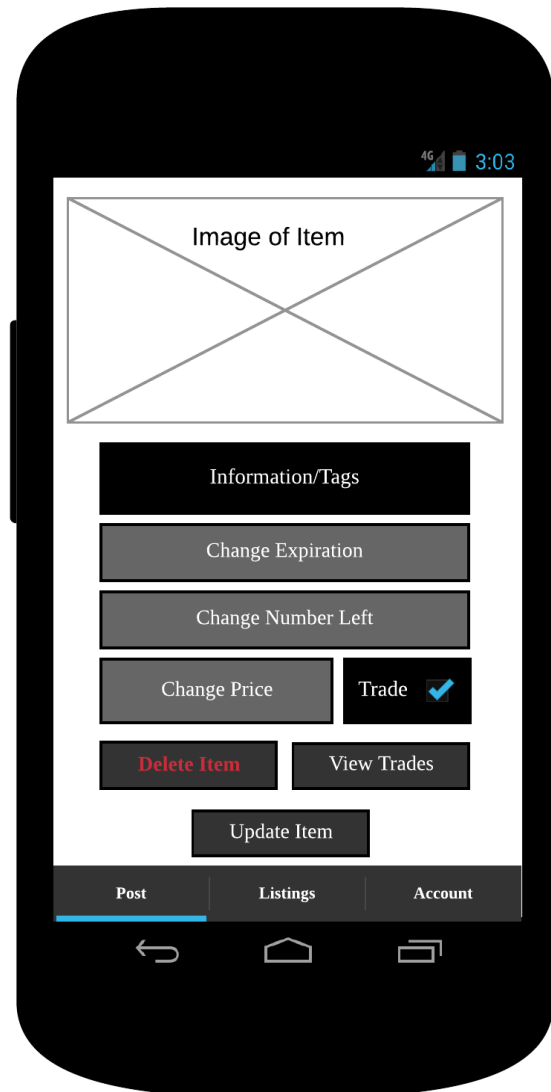 4G 3:03
Image of Item
Information/Tags
Change Expiration
Change Number Left
Change Price Trade
Delete Item View Trades
Update Item
Post Listings Account